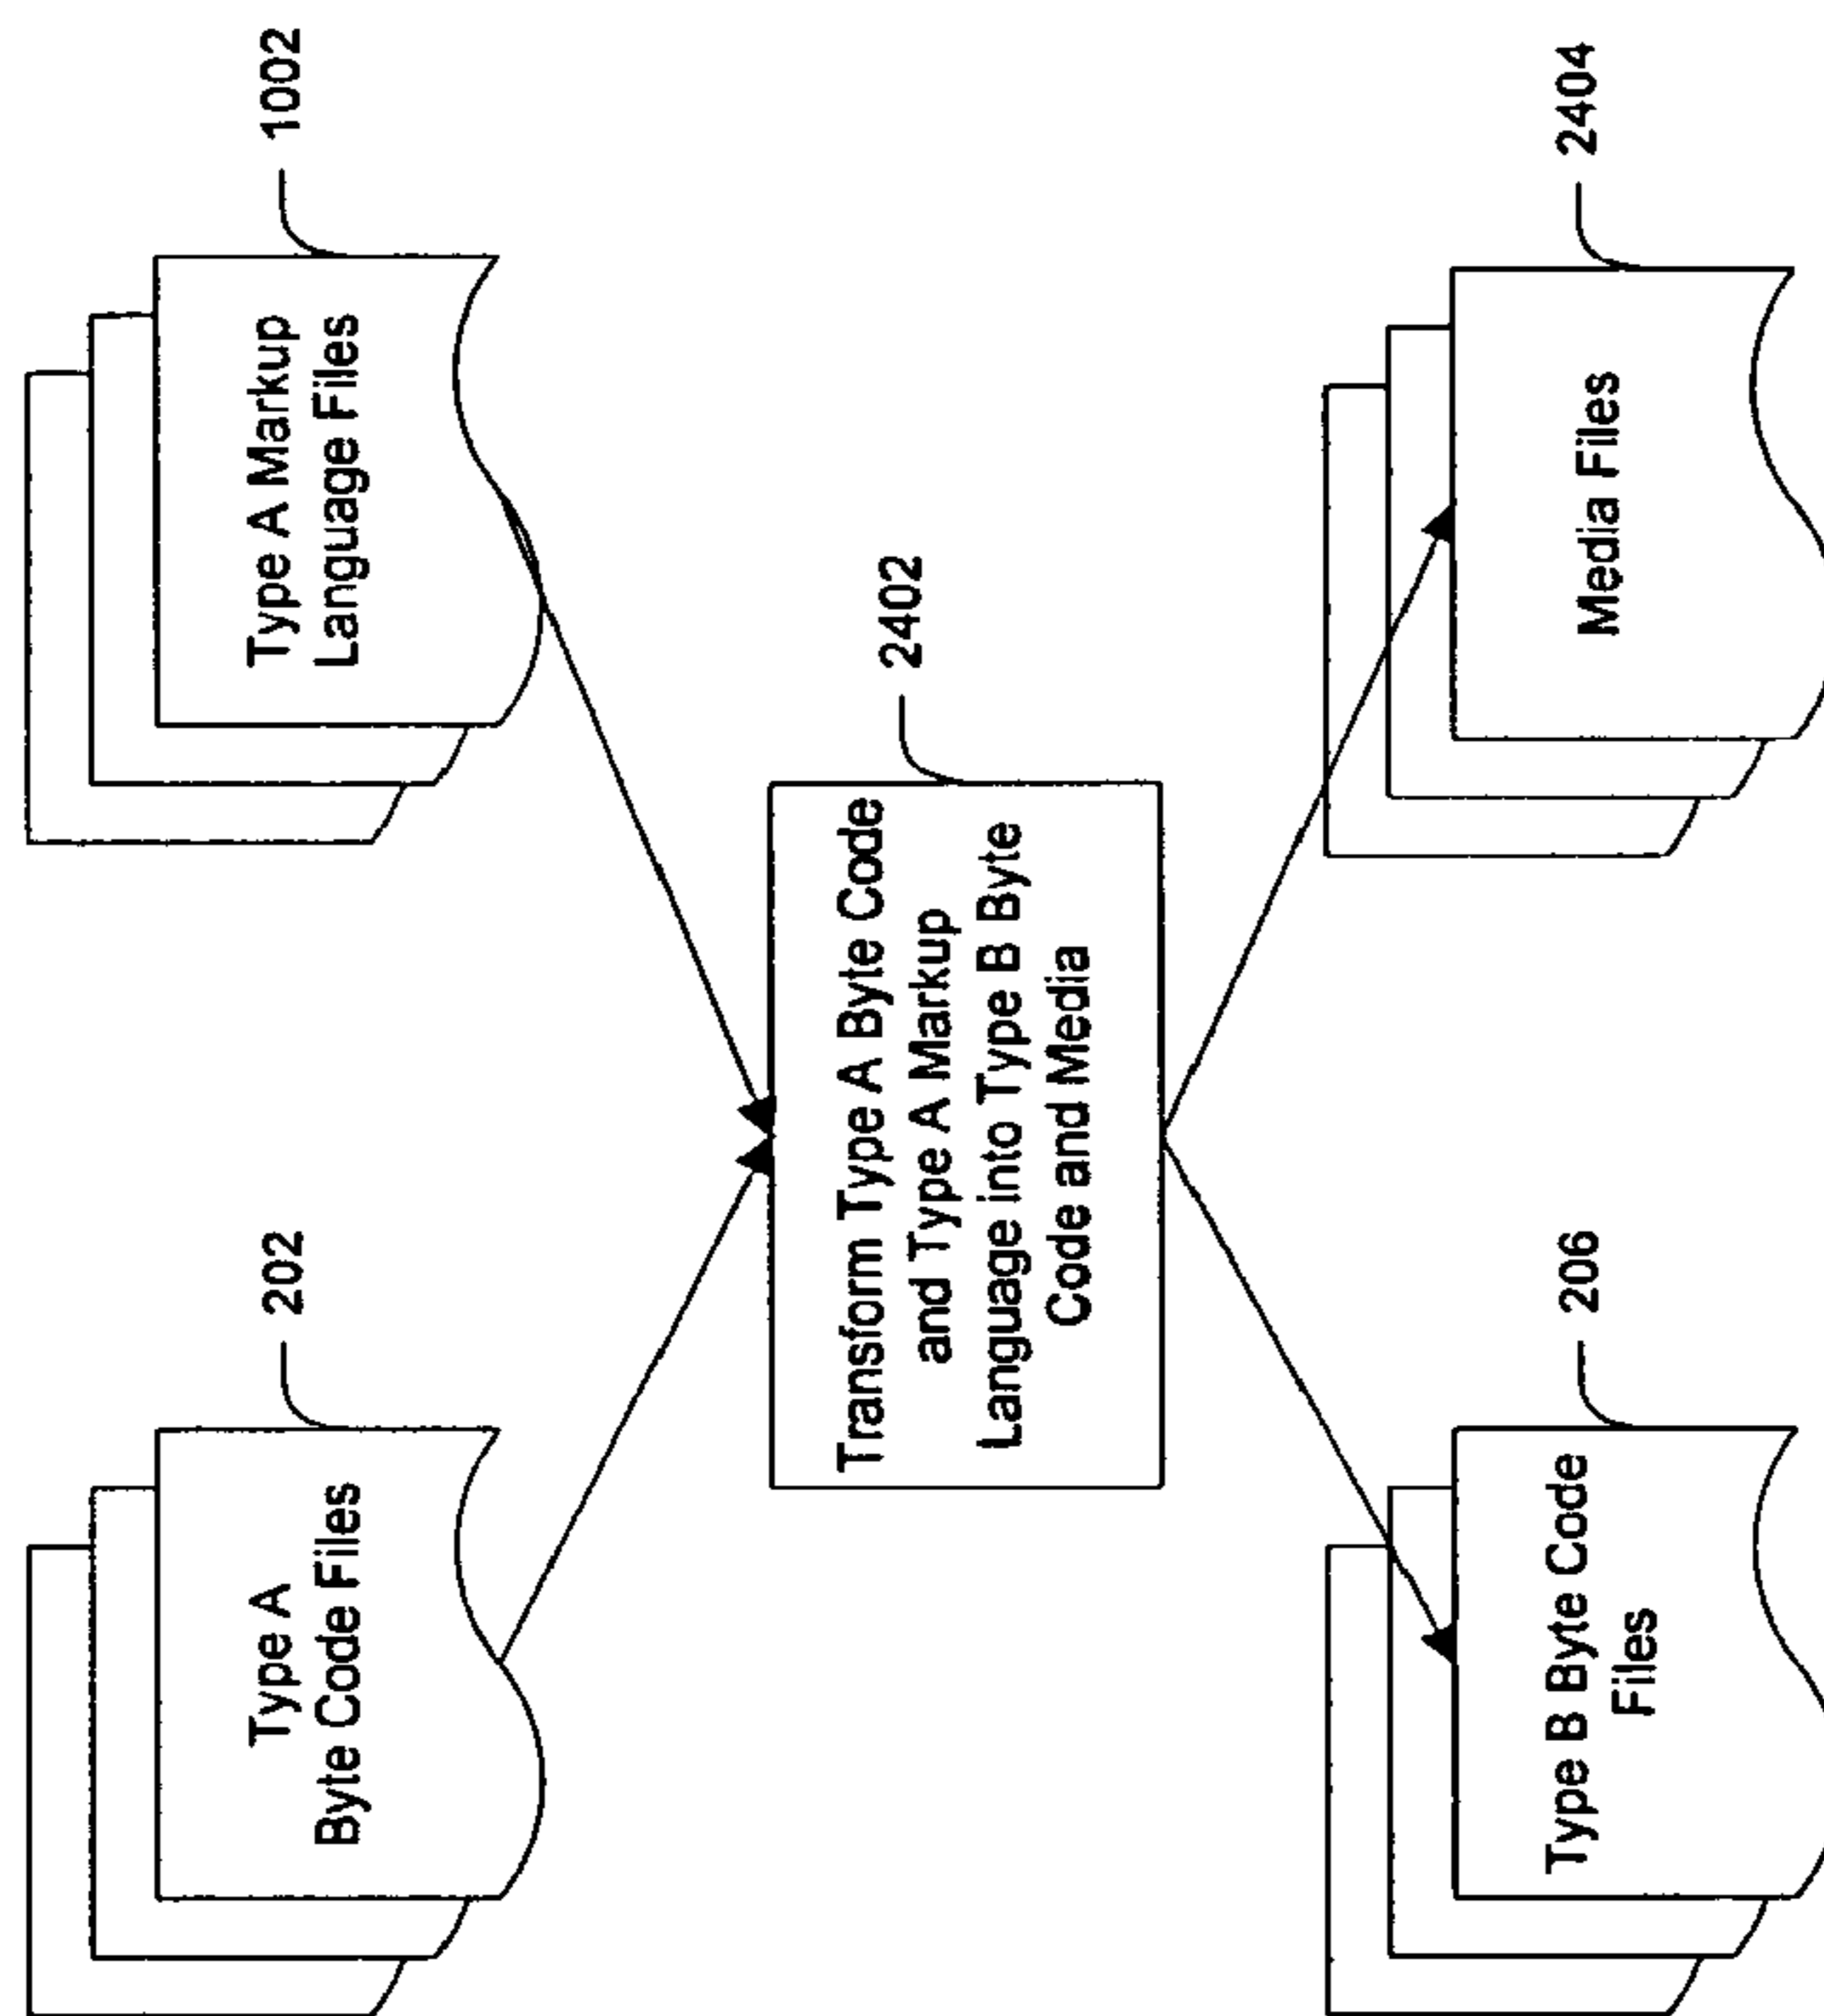 Type A
Byte Code Files
202
Type A Markup
Language Files
1002
Transform Type A Byte Code
and Type A Markup
Language into Type B Byte
Code and Media
2402
Type B Byte Code
Files
206
Media Files
2404